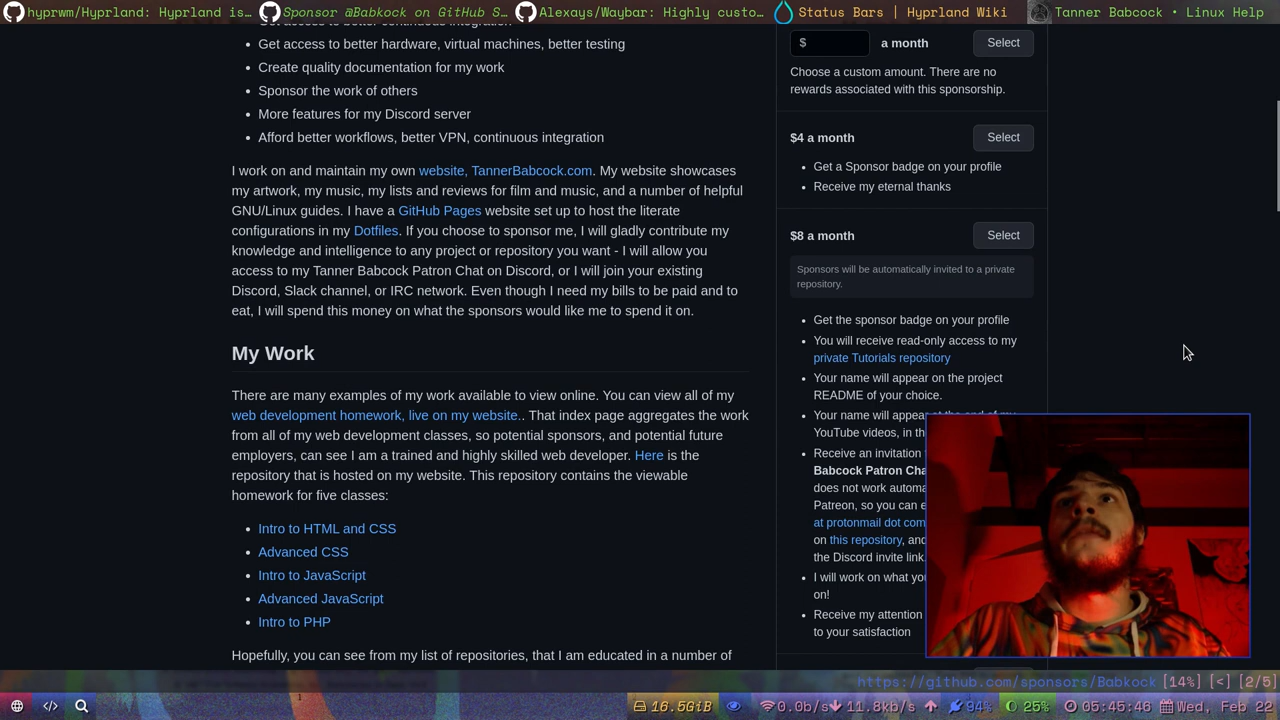 hyprwm/Hyprland: Hyprland is…
Sponsor @Babkock on GitHub S…
Alexays/Waybar: Highly custo…
Status Bars | Hyprland Wiki
Tanner Babcock • Linux Help
Get access to better hardware, virtual machines, better testing
Create quality documentation for my work
Sponsor the work of others
More features for my Discord server
Afford better workflows, better VPN, continuous integration
I work on and maintain my own website, TannerBabcock.com. My website showcases
my artwork, my music, my lists and reviews for film and music, and a number of helpful
GNU/Linux guides. I have a GitHub Pages website set up to host the literate
configurations in my Dotfiles. If you choose to sponsor me, I will gladly contribute my
knowledge and intelligence to any project or repository you want - I will allow you
access to my Tanner Babcock Patron Chat on Discord, or I will join your existing
Discord, Slack channel, or IRC network. Even though I need my bills to be paid and to
eat, I will spend this money on what the sponsors would like me to spend it on.
My Work
There are many examples of my work available to view online. You can view all of my
web development homework, live on my website.. That index page aggregates the work
from all of my web development classes, so potential sponsors, and potential future
employers, can see I am a trained and highly skilled web developer. Here is the
repository that is hosted on my website. This repository contains the viewable
homework for five classes:
Intro to HTML and CSS
Advanced CSS
Intro to JavaScript
Advanced JavaScript
Intro to PHP
Hopefully, you can see from my list of repositories, that I am educated in a number of
$ a month Select
Choose a custom amount. There are no
rewards associated with this sponsorship.
$4 a month Select
Get a Sponsor badge on your profile
Receive my eternal thanks
$8 a month Select
Sponsors will be automatically invited to a private
repository.
Get the sponsor badge on your profile
You will receive read-only access to my
private Tutorials repository
Your name will appear on the project
README of your choice.
Your name will appear at the end of my
YouTube videos, in th
Receive an invitation
Babcock Patron Cha
does not work automa
Patreon, so you can e
at protonmail dot com
on this repository, and
the Discord invite link.
I will work on what you
on!
Receive my attention
to your satisfaction
https://github.com/sponsors/Babkock [14%] [<] [2/5]
16.5GiB 0.0b/s 11.8kb/s 94% 25% 05:45:46 Wed, Feb 22